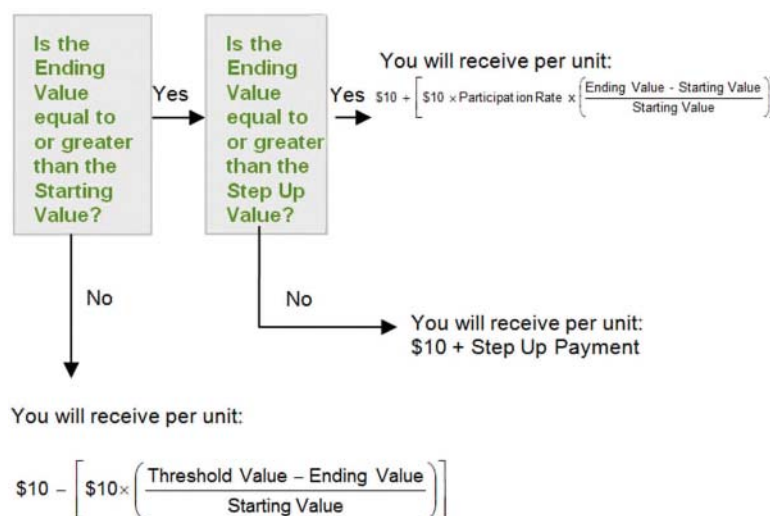 Is the
Ending
Value
equal to
or greater
than the
Starting
Value?
Yes
Is the
Ending
Value
equal to
or greater
than the
Step Up
Value?
Yes
You will receive per unit:
$10 + [ $10 × Participation Rate x ( Ending Value - Starting Value
Starting Value ) ]
No
No
You will receive per unit:
$10 + Step Up Payment
You will receive per unit:
$10 – [ $10× ( Threshold Value – Ending Value
Starting Value ) ]